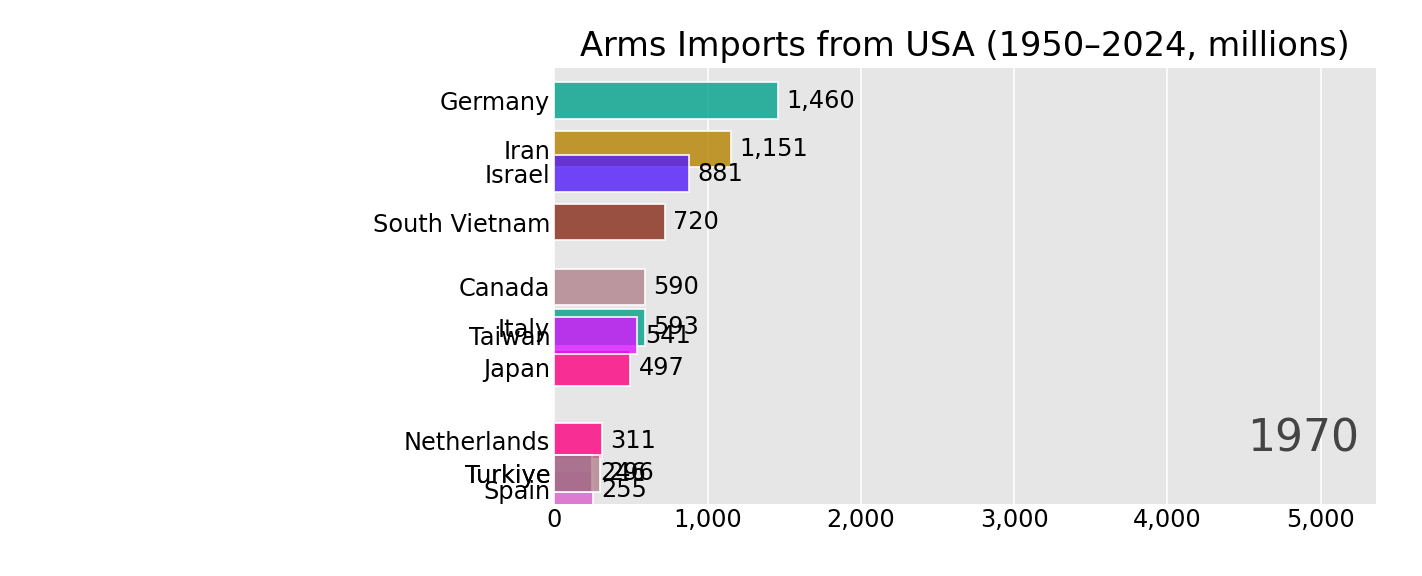 Arms Imports from USA (1950–2024, millions)
Germany 1,460
Iran 1,151
Israel 881
South Vietnam 720
Canada 590
Italy 593
Taiwan 541
Japan 497
Netherlands 311
Turkiye
Spain 255
1970
0 1,000 2,000 3,000 4,000 5,000